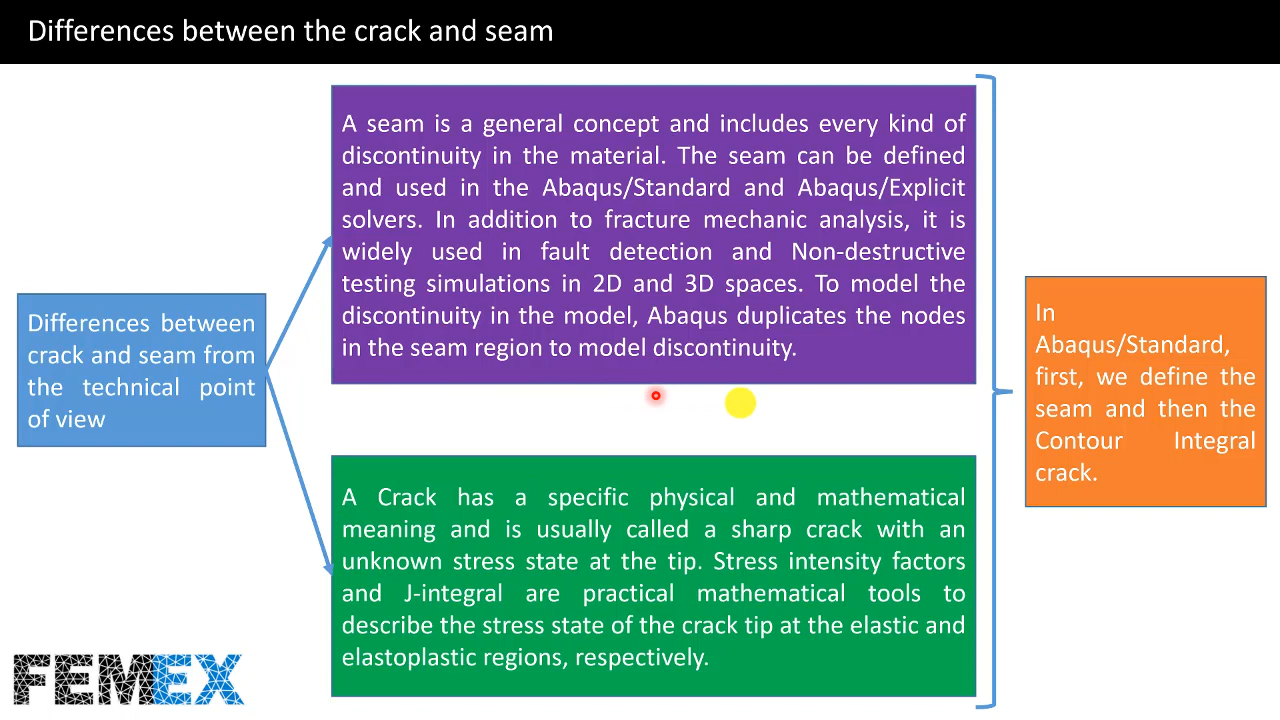 Differences between the crack and seam
Differences between
crack and seam from
the technical point
of view
A seam is a general concept and includes every kind of
discontinuity in the material. The seam can be defined
and used in the Abaqus/Standard and Abaqus/Explicit
solvers. In addition to fracture mechanic analysis, it is
widely used in fault detection and Non-destructive
testing simulations in 2D and 3D spaces. To model the
discontinuity in the model, Abaqus duplicates the nodes
in the seam region to model discontinuity.
A Crack has a specific physical and mathematical
meaning and is usually called a sharp crack with an
unknown stress state at the tip. Stress intensity factors
and J-integral are practical mathematical tools to
describe the stress state of the crack tip at the elastic and
elastoplastic regions, respectively.
In
Abaqus/Standard,
first, we define the
seam and then the
Contour Integral
crack.
FEMEX